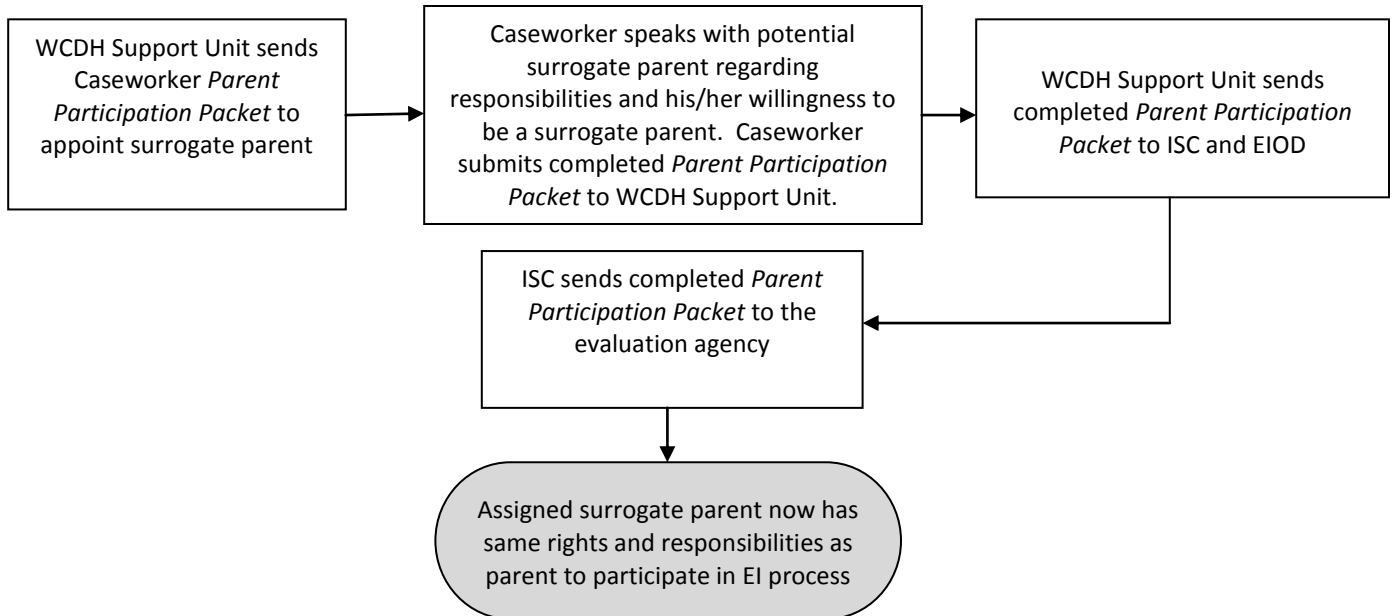 WCDH Support Unit sends
Caseworker Parent
Participation Packet to
appoint surrogate parent
Caseworker speaks with potential
surrogate parent regarding
responsibilities and his/her willingness to
be a surrogate parent.  Caseworker
submits completed Parent Participation
Packet to WCDH Support Unit.
WCDH Support Unit sends
completed Parent Participation
Packet to ISC and EIOD
ISC sends completed Parent
Participation Packet to the
evaluation agency
Assigned surrogate parent now has
same rights and responsibilities as
parent to participate in EI process